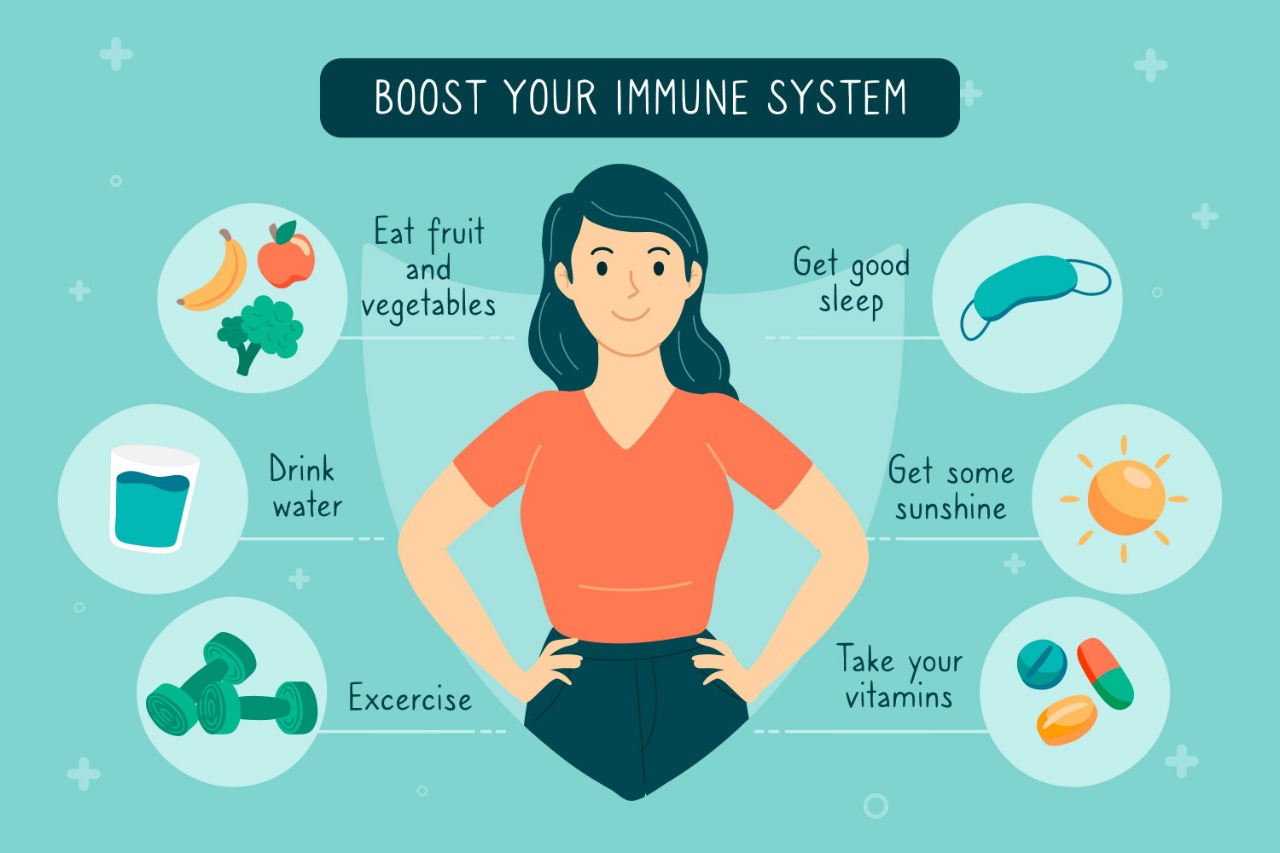 BOOST YOUR IMMUNE SYSTEM
Eat fruit
and
vegetables
Get good
sleep
Drink
water
Get some
sunshine
Excercise
Take your
vitamins